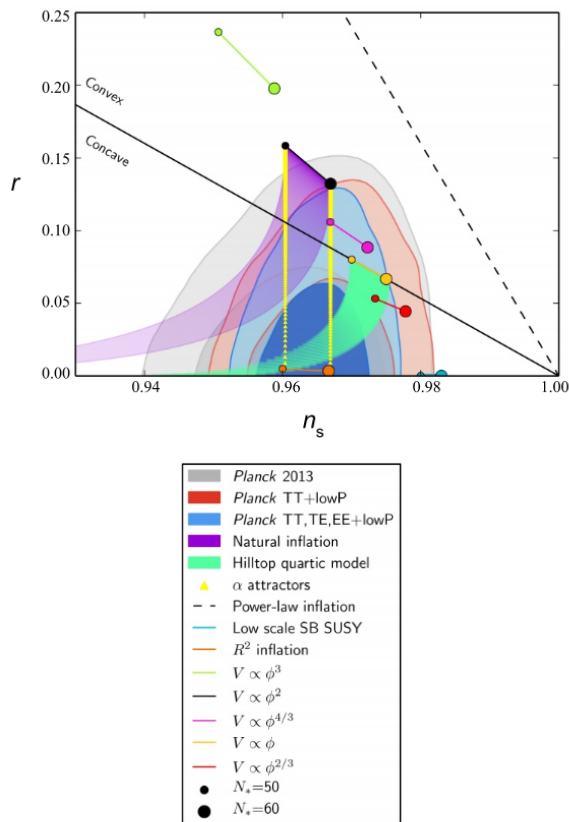 0.25
0.20
Convex
0.15
Concave
r
0.10
0.05
0.00
0.94
0.96
0.98
1.00
n_s
Planck 2013
Planck TT+lowP
Planck TT,TE,EE+lowP
Natural inflation
Hilltop quartic model
α attractors
Power-law inflation
Low scale SB SUSY
R² inflation
V ∝ ϕ³
V ∝ ϕ²
V ∝ ϕ^{4/3}
V ∝ ϕ
V ∝ ϕ^{2/3}
N_*=50
N_*=60